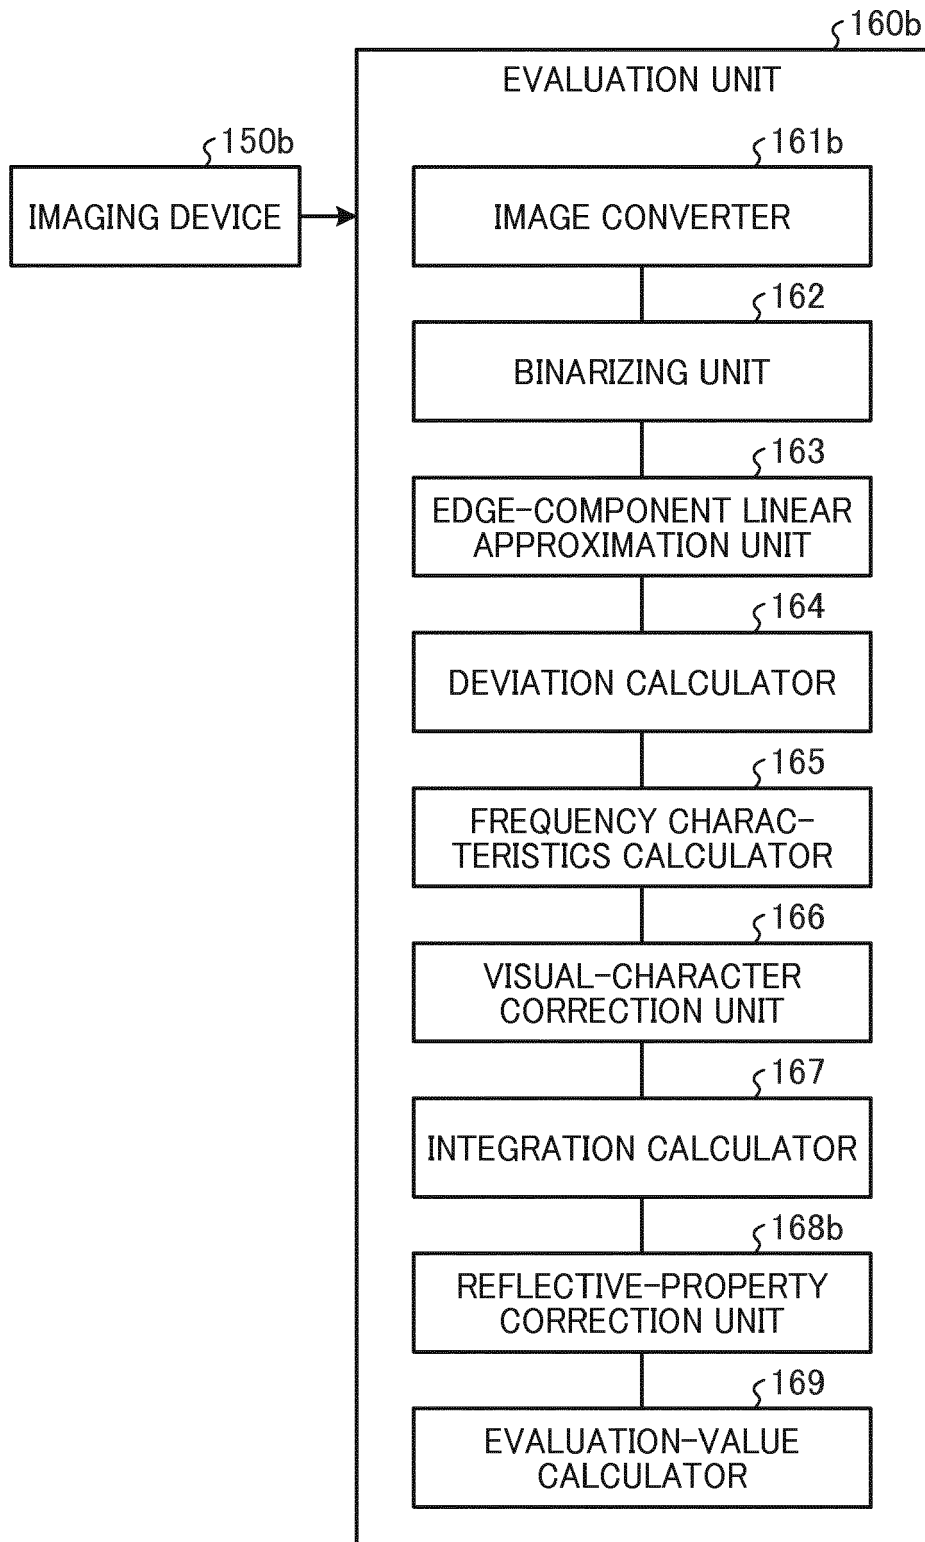 160b
EVALUATION UNIT
150b
IMAGING DEVICE
161b
IMAGE CONVERTER
162
BINARIZING UNIT
163
EDGE-COMPONENT LINEAR
APPROXIMATION UNIT
164
DEVIATION CALCULATOR
165
FREQUENCY CHARAC-
TERISTICS CALCULATOR
166
VISUAL-CHARACTER
CORRECTION UNIT
167
INTEGRATION CALCULATOR
168b
REFLECTIVE-PROPERTY
CORRECTION UNIT
169
EVALUATION-VALUE
CALCULATOR